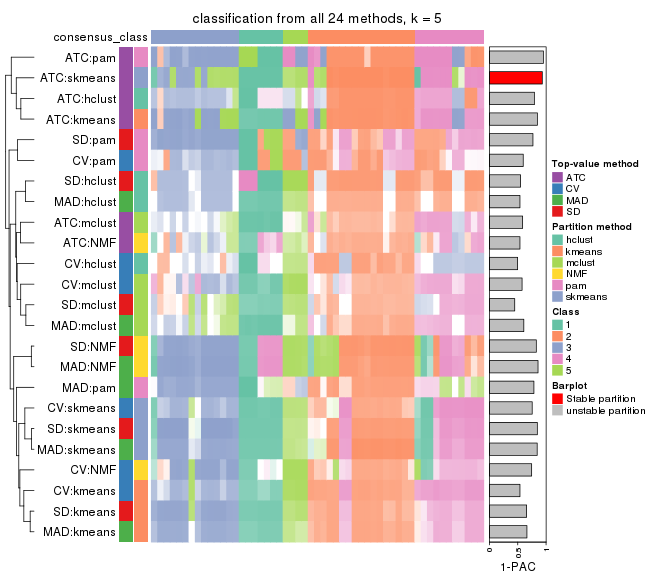 classification from all 24 methods, k = 5
consensus_class
ATC:pam
ATC:skmeans
ATC:hclust
ATC:kmeans
SD:pam
CV:pam
SD:hclust
MAD:hclust
ATC:mclust
ATC:NMF
CV:hclust
CV:mclust
SD:mclust
MAD:mclust
SD:NMF
MAD:NMF
MAD:pam
CV:skmeans
SD:skmeans
MAD:skmeans
CV:NMF
CV:kmeans
SD:kmeans
MAD:kmeans
0
0.5
1
1-PAC
Top-value method
ATC
CV
MAD
SD
Partition method
hclust
kmeans
mclust
NMF
pam
skmeans
Class
1
2
3
4
5
Barplot
Stable partition
unstable partition